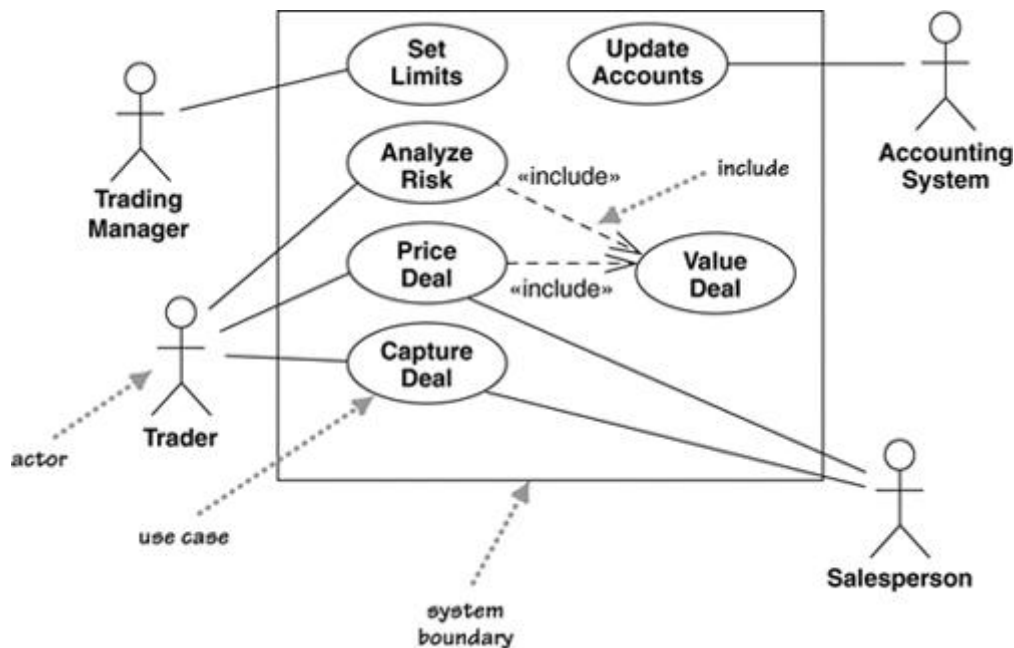 Set
Limits
Update
Accounts
Trading
Manager
Accounting
System
Analyze
Risk
«include»
include
Price
Deal
«include»
Value
Deal
Capture
Deal
Trader
actor
use case
Salesperson
system
boundary